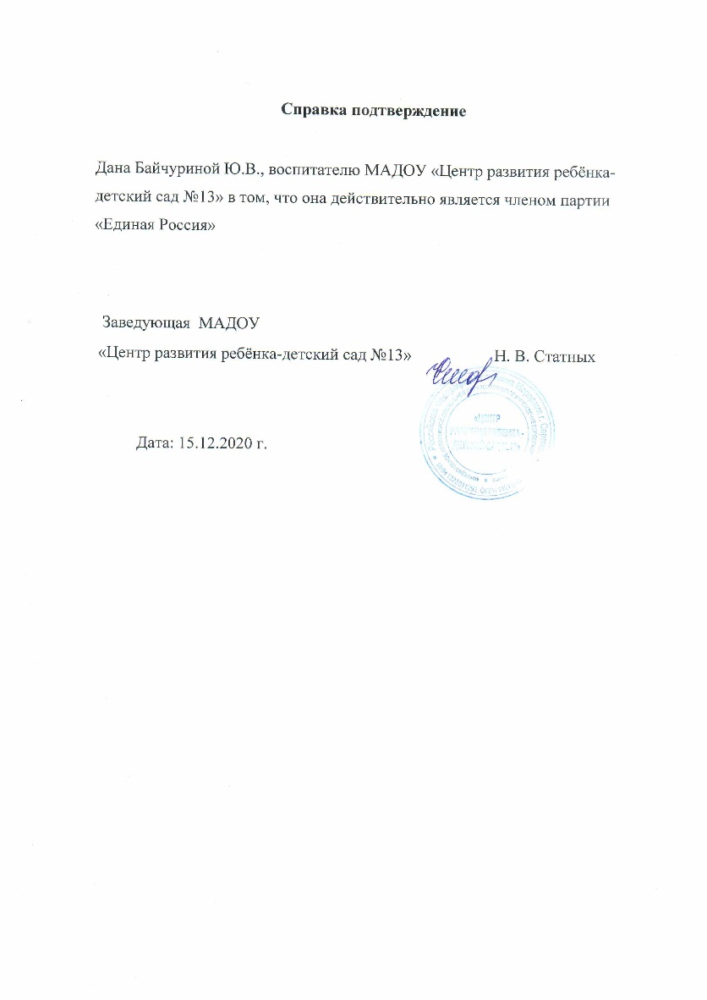 Справка подтверждение
Дана Байчуриной Ю.В., воспитателю МАДОУ «Центр развития ребёнка-
детский сад №13» в том, что она действительно является членом партии
«Единая Россия»
Заведующая МАДОУ
«Центр развития ребёнка-детский сад №13» Н. В. Статных
«ЦЕНТР
Дата: 15.12.2020 г.